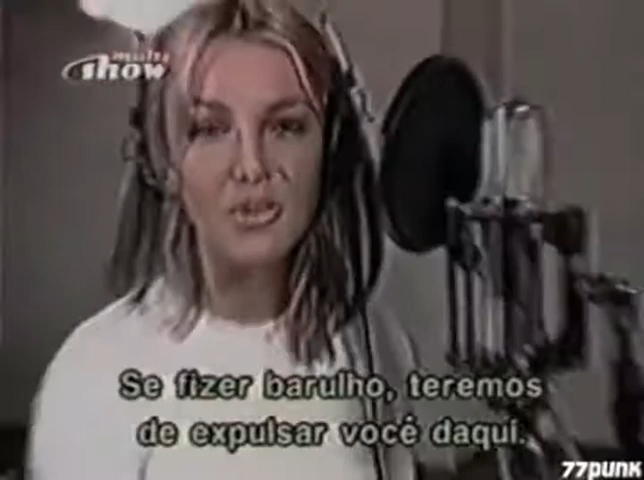 multi
show
Se fizer barulho, teremos
de expulsar você daqui.
77punk